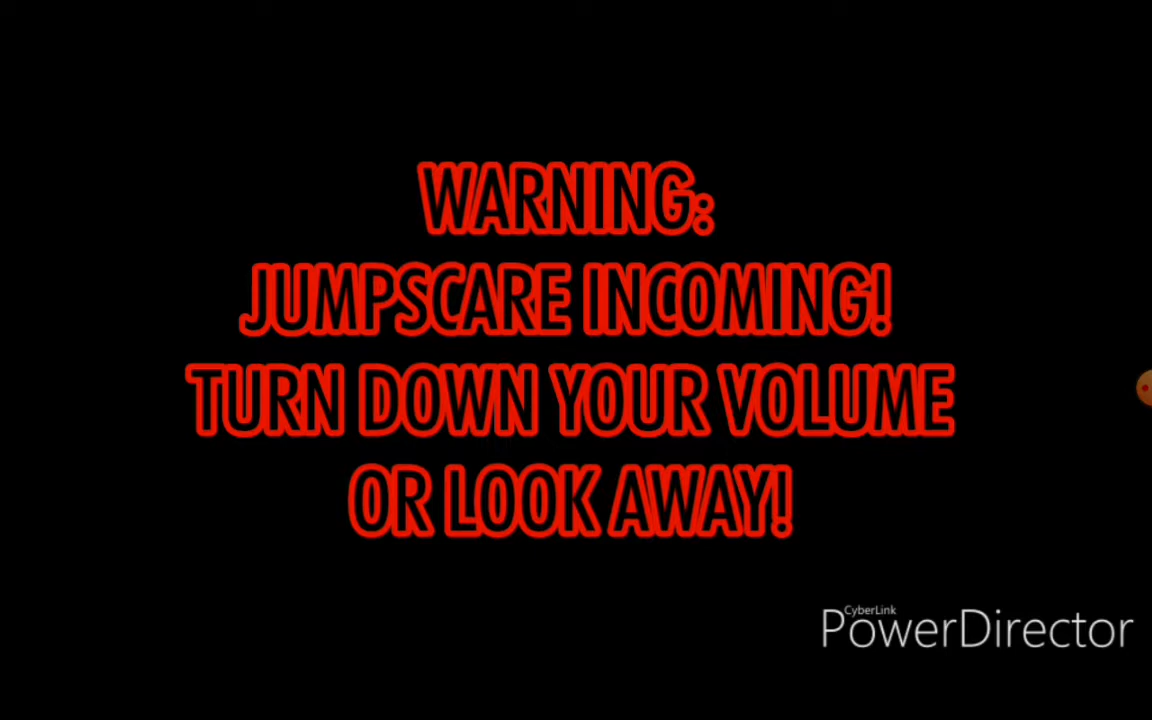 WARNING:
JUMPSCARE INCOMING!
TURN DOWN YOUR VOLUME
OR LOOK AWAY!
CyberLink
PowerDirector